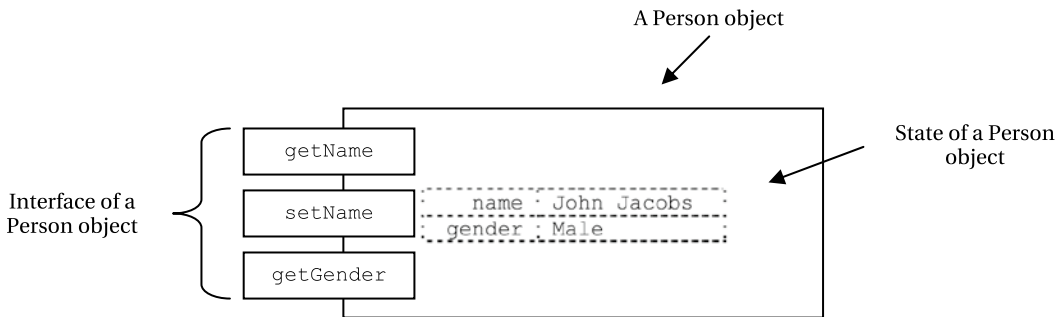 A Person object
State of a Person
object
Interface of a
Person object
getName
setName
getGender
name : John Jacobs
gender : Male